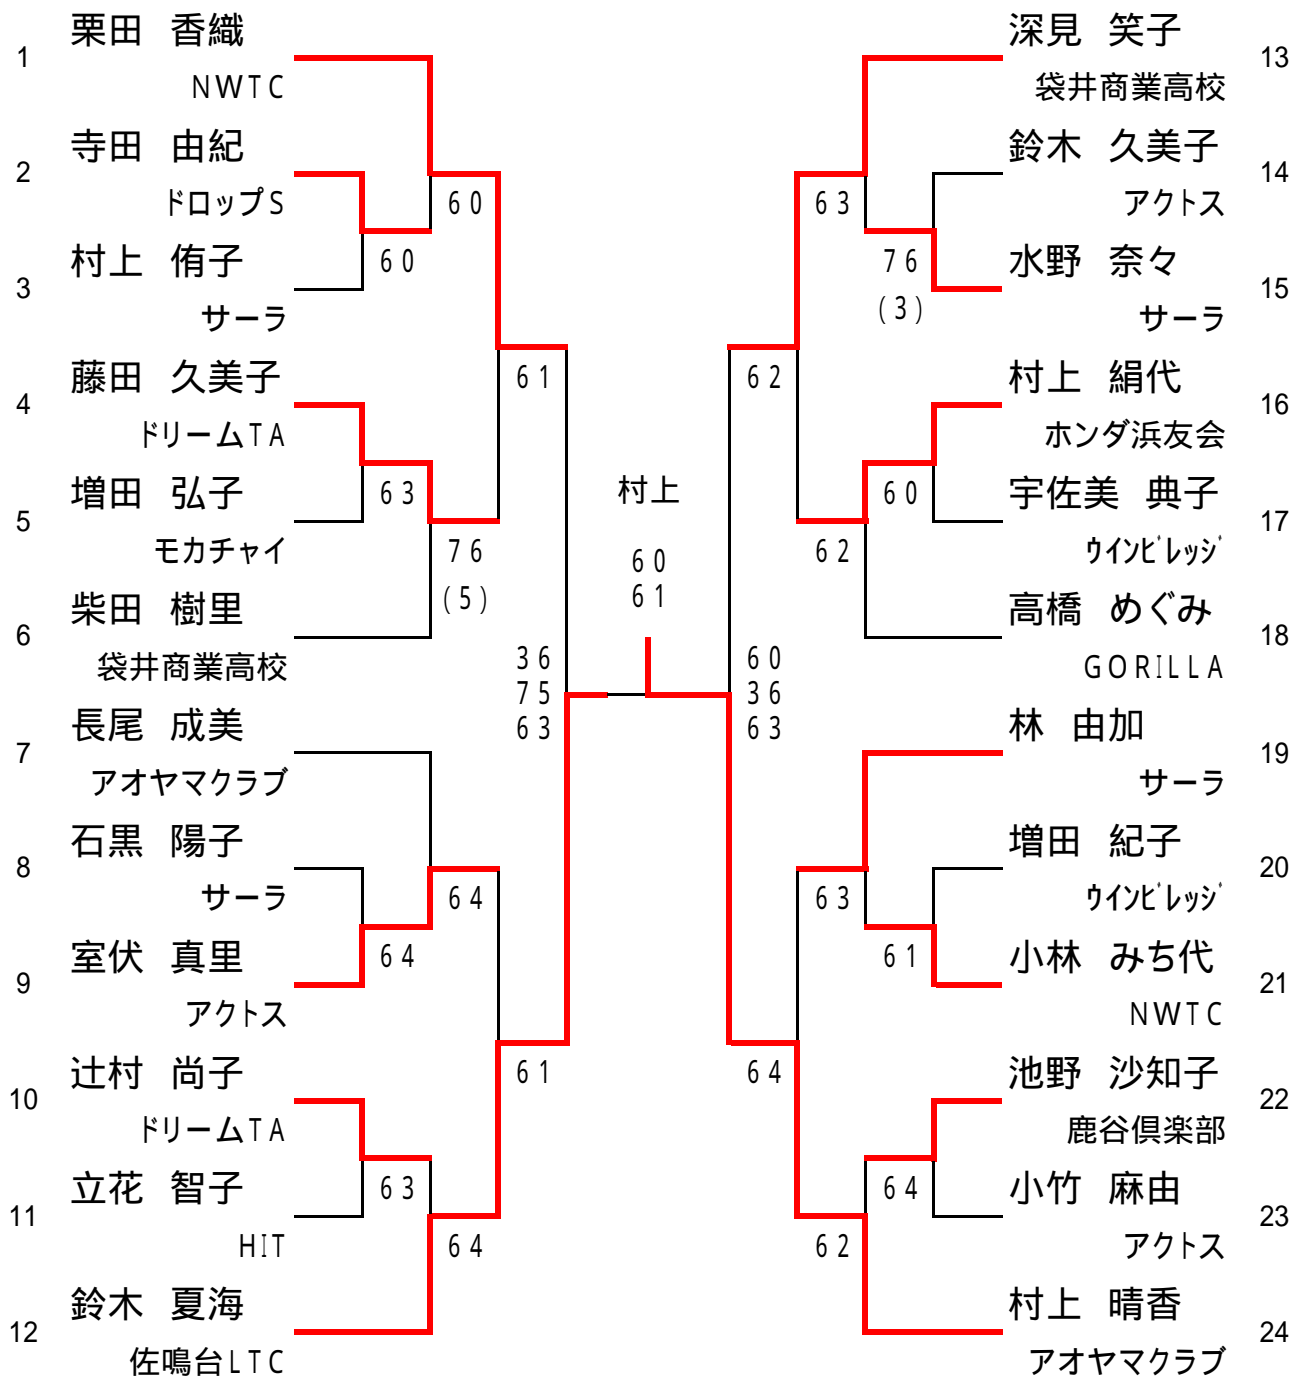 1 栗田 香織
NWTC
2 寺田 由紀
ドロップS
60
3 村上 侑子
サーラ
60
4 藤田 久美子
ドリームTA
61
5 増田 弘子
モカチャイ
63
76
(5)
6 柴田 樹里
袋井商業高校
36
75
63
7 長尾 成美
アオヤマクラブ
8 石黒 陽子
サーラ
64
9 室伏 真里
アクトス
64
10 辻村 尚子
ドリームTA
61
11 立花 智子
HIT
63
64
12 鈴木 夏海
佐鳴台LTC
村上
60
61
深見 笑子 13
袋井商業高校
鈴木 久美子 14
アクトス
63
水野 奈々 15
サーラ
76
(3)
村上 絹代 16
ホンダ浜友会
62
宇佐美 典子 17
ウインビレッジ
60
62
高橋 めぐみ 18
GORILLA
60
36
63
林 由加 19
サーラ
増田 紀子 20
ウインビレッジ
63
小林 みち代 21
NWTC
61
池野 沙知子 22
鹿谷倶楽部
64
小竹 麻由 23
アクトス
64
62
村上 晴香 24
アオヤマクラブ